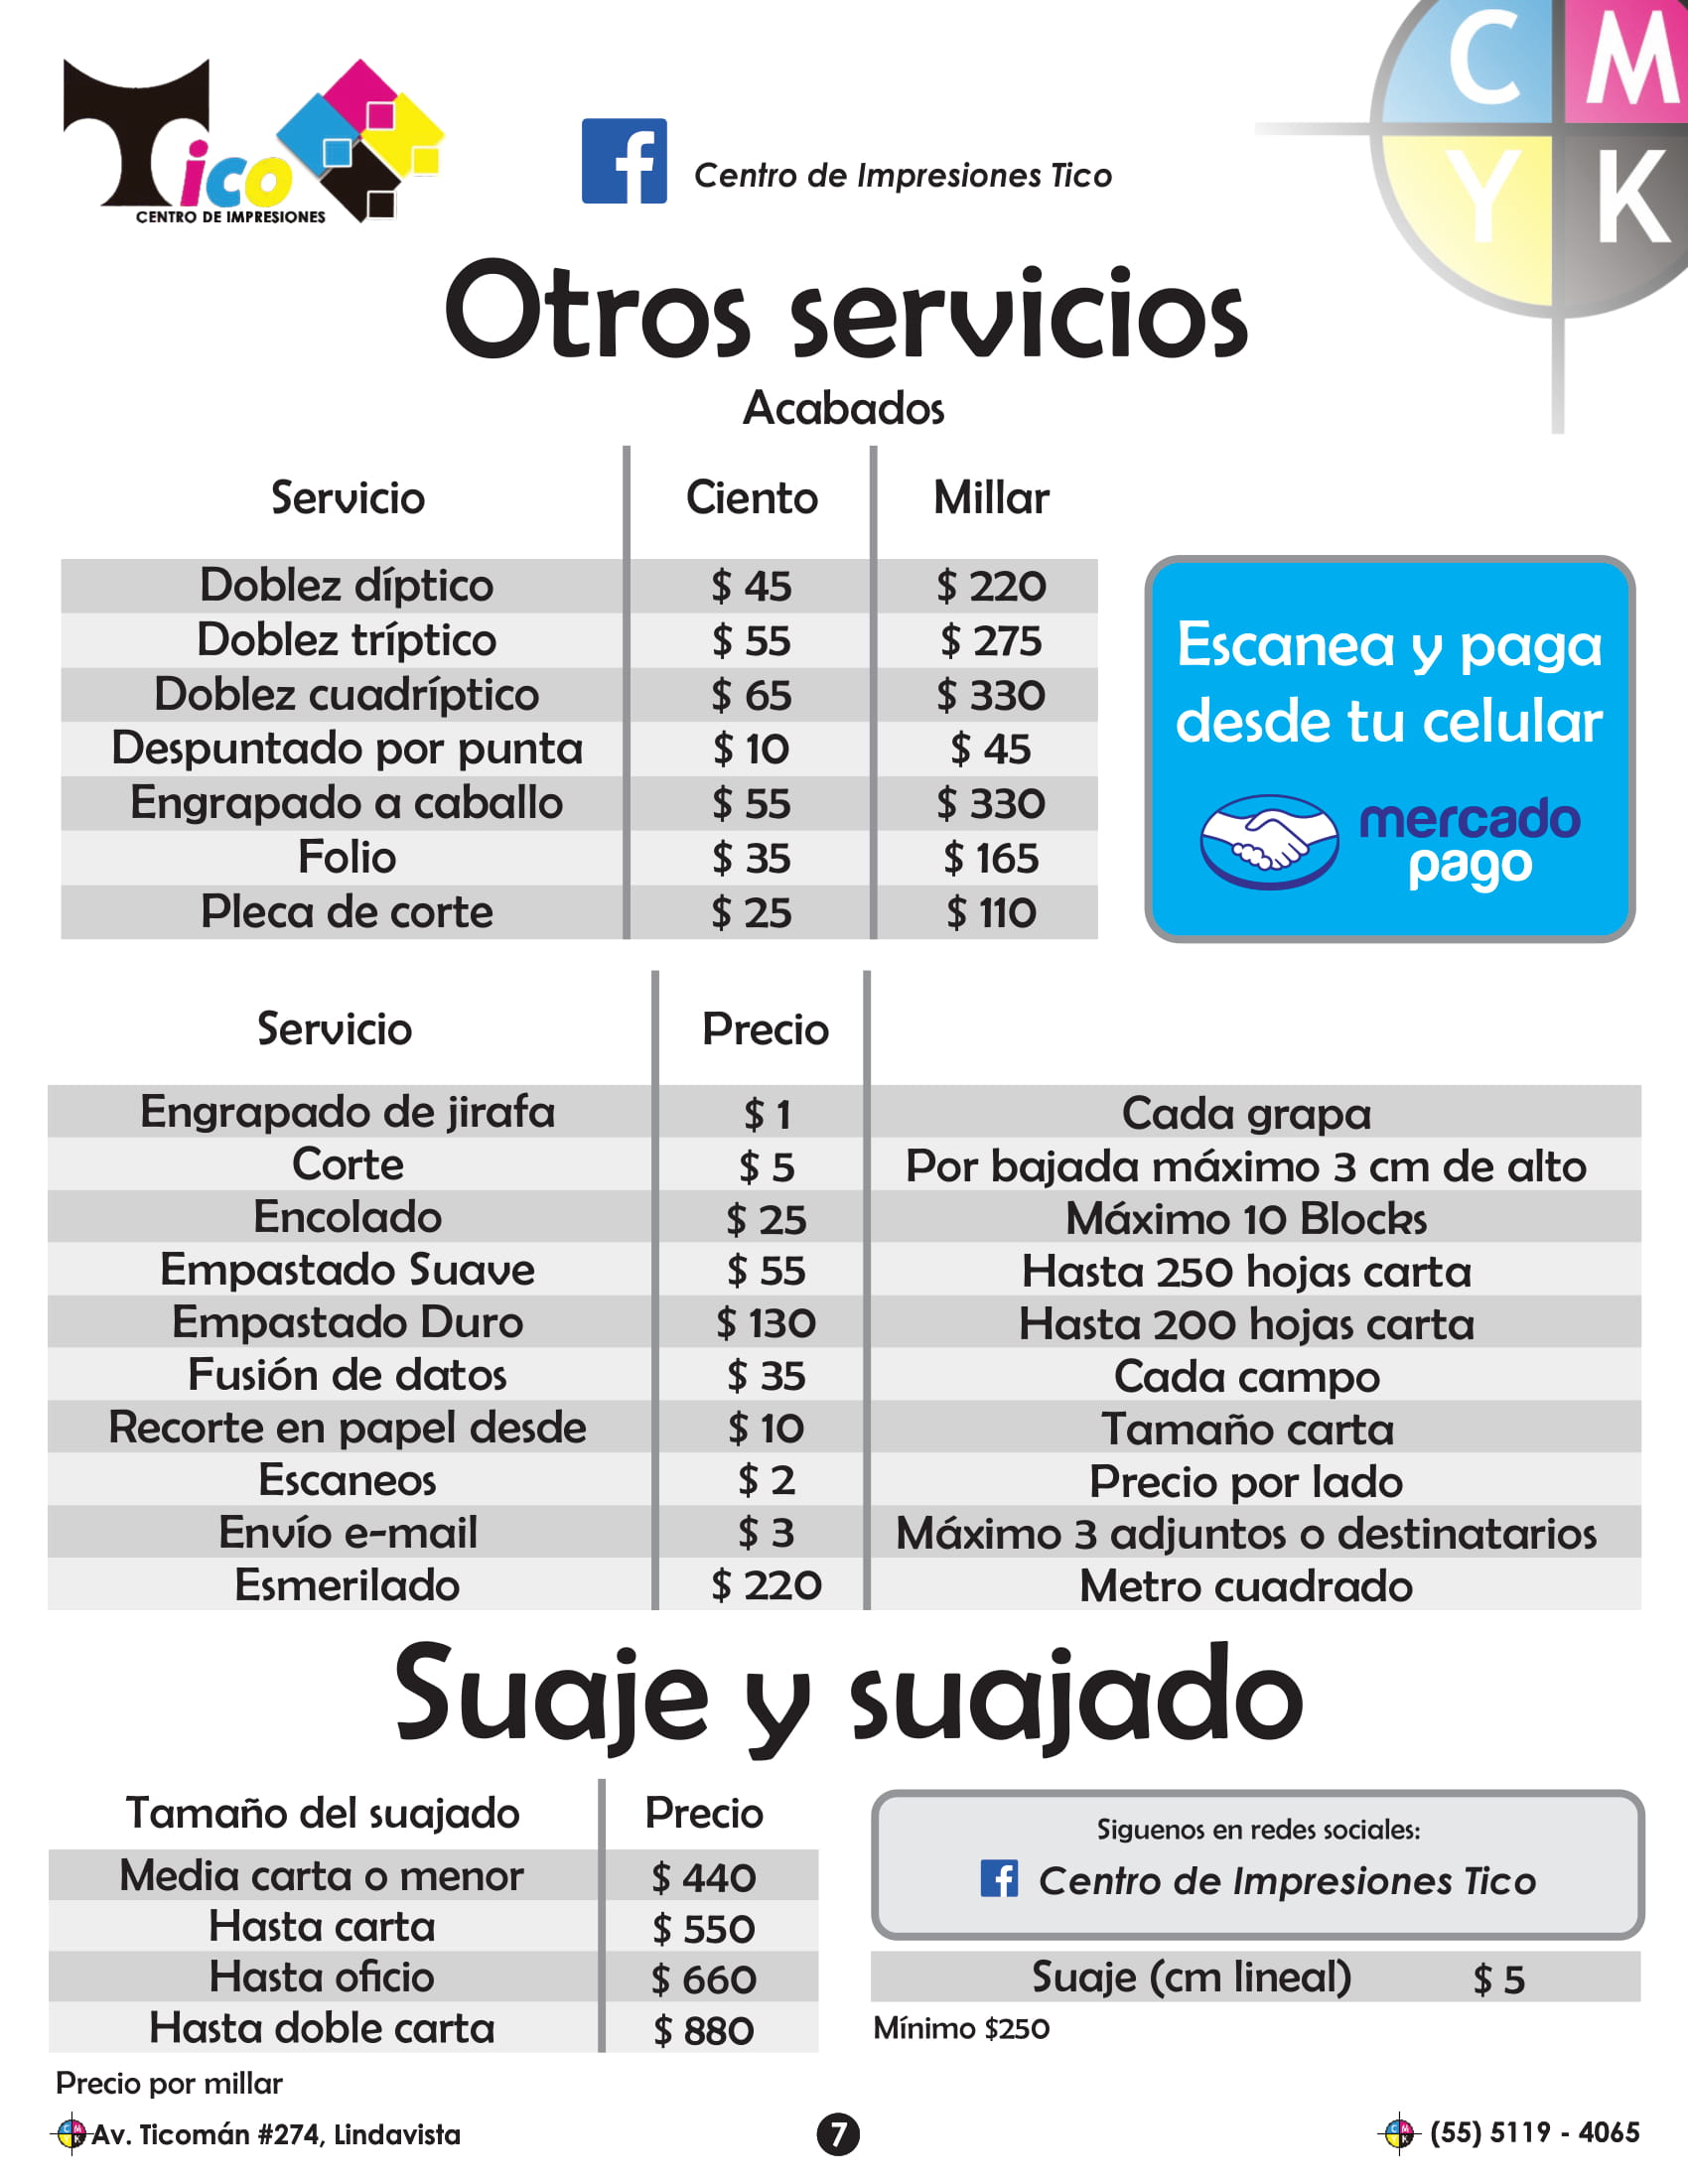 Tico
CENTRO DE IMPRESIONES
Centro de Impresiones Tico
C M
Y K
Otros servicios
Acabados
Servicio Ciento Millar
Doblez díptico $ 45 $ 220
Doblez tríptico $ 55 $ 275
Doblez cuadríptico $ 65 $ 330
Despuntado por punta $ 10 $ 45
Engrapado a caballo $ 55 $ 330
Folio $ 35 $ 165
Pleca de corte $ 25 $ 110
Escanea y paga
desde tu celular
mercado
pago
Servicio Precio
Engrapado de jirafa $ 1 Cada grapa
Corte $ 5 Por bajada máximo 3 cm de alto
Encolado $ 25 Máximo 10 Blocks
Empastado Suave $ 55 Hasta 250 hojas carta
Empastado Duro $ 130 Hasta 200 hojas carta
Fusión de datos $ 35 Cada campo
Recorte en papel desde $ 10 Tamaño carta
Escaneos $ 2 Precio por lado
Envío e-mail $ 3 Máximo 3 adjuntos o destinatarios
Esmerilado $ 220 Metro cuadrado
Suaje y suajado
Tamaño del suajado Precio
Media carta o menor $ 440
Hasta carta $ 550
Hasta oficio $ 660
Hasta doble carta $ 880
Precio por millar
Siguenos en redes sociales:
Centro de Impresiones Tico
Suaje (cm lineal) $ 5
Mínimo $250
Av. Ticomán #274, Lindavista
7
(55) 5119 - 4065